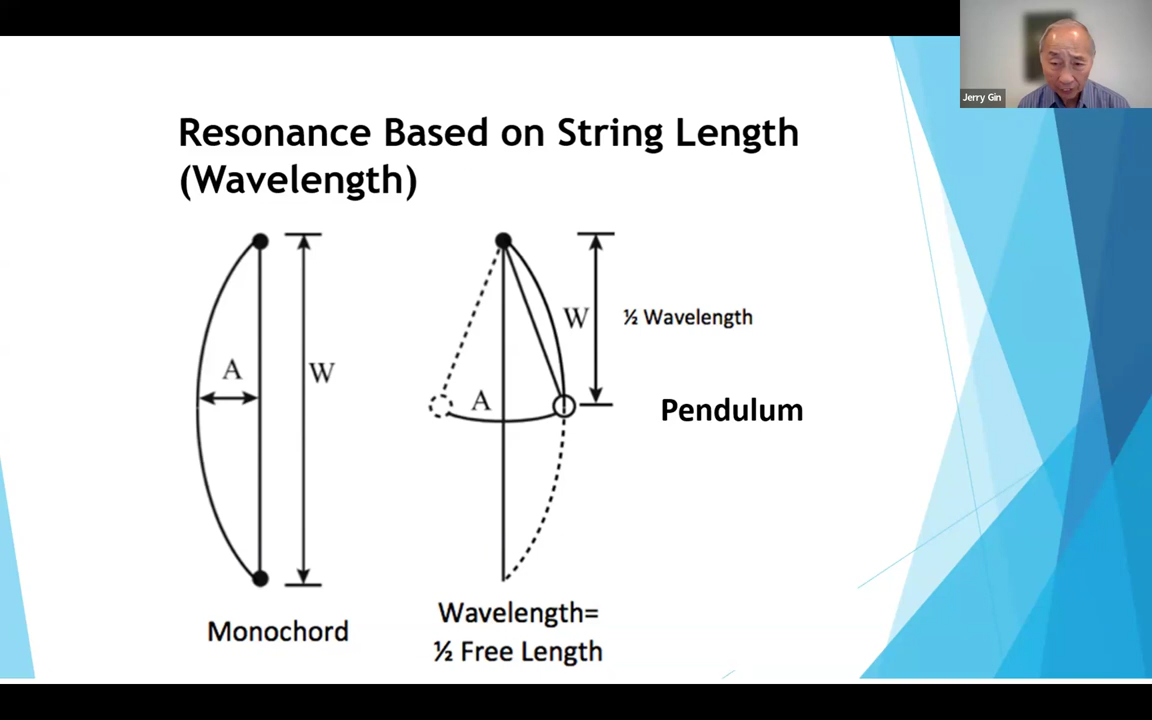 Jerry Gin
Resonance Based on String Length
(Wavelength)
A
W
Monochord
W
½ Wavelength
A
Pendulum
Wavelength=
½ Free Length